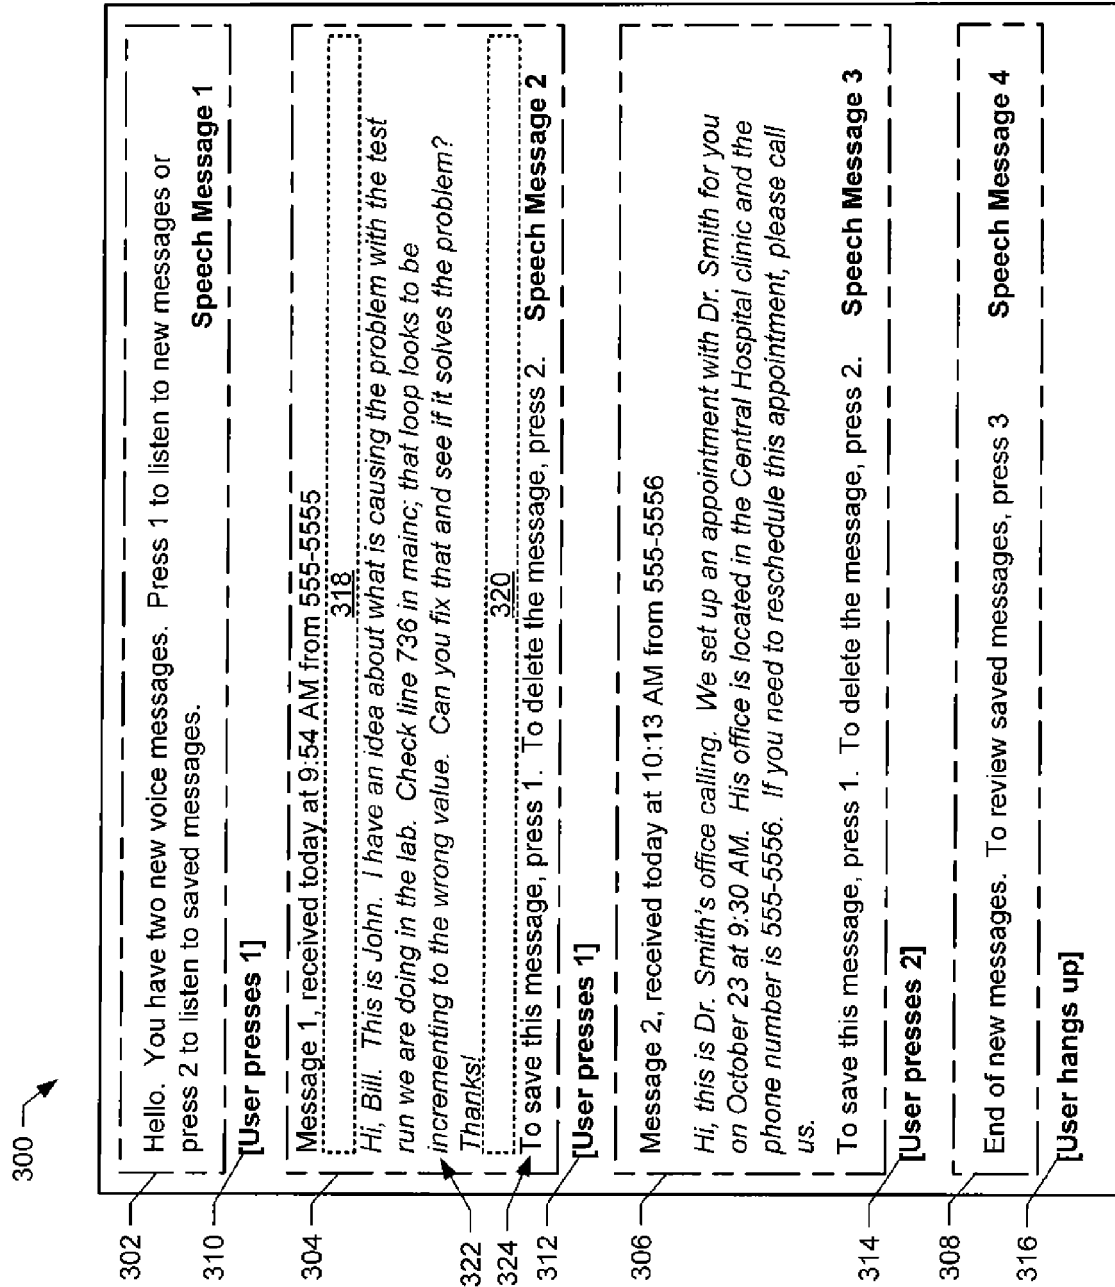 300
302
Hello. You have two new voice messages. Press 1 to listen to new messages or
press 2 to listen to saved messages.
Speech Message 1
310
[User presses 1]
304
Message 1, received today at 9:54 AM from 555-5555
318
Hi, Bill. This is John. I have an idea about what is causing the problem with the test
run we are doing in the lab. Check line 736 in mainc; that loop looks to be
incrementing to the wrong value. Can you fix that and see if it solves the problem?
Thanks!
322
320
324
To save this message, press 1. To delete the message, press 2. Speech Message 2
312
[User presses 1]
306
Message 2, received today at 10:13 AM from 555-5556
Hi, this is Dr. Smith's office calling. We set up an appointment with Dr. Smith for you
on October 23 at 9:30 AM. His office is located in the Central Hospital clinic and the
phone number is 555-5556. If you need to reschedule this appointment, please call
us.
To save this message, press 1. To delete the message, press 2. Speech Message 3
314
[User presses 2]
308
End of new messages. To review saved messages, press 3 Speech Message 4
316
[User hangs up]